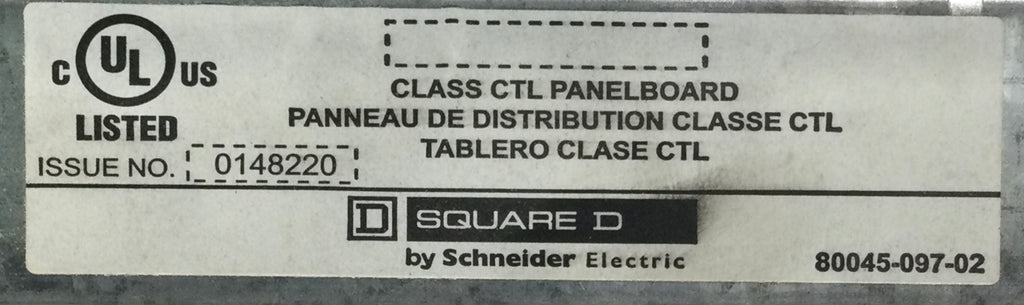 C UL US
LISTED
ISSUE NO. 0148220
CLASS CTL PANELBOARD
PANNEAU DE DISTRIBUTION CLASSE CTL
TABLERO CLASE CTL
D SQUARE D
by Schneider Electric
80045-097-02